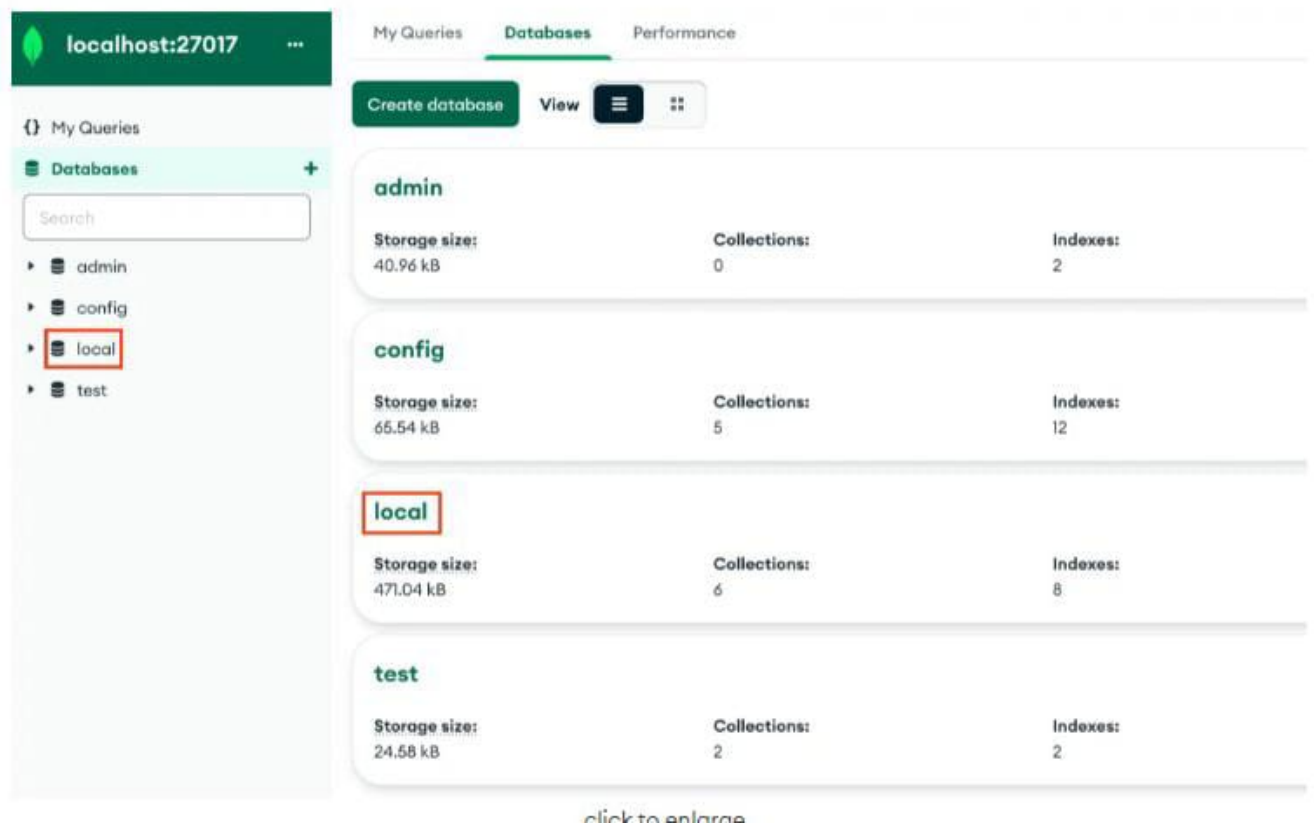 localhost:27017 ...
{} My Queries
Databases +
Search
admin
config
local
test
My Queries Databases Performance
Create database View
admin
Storage size: Collections: Indexes:
40.96 kB 0 2
config
Storage size: Collections: Indexes:
65.54 kB 5 12
local
Storage size: Collections: Indexes:
471.04 kB 6 8
test
Storage size: Collections: Indexes:
24.58 kB 2 2
click to enlarge